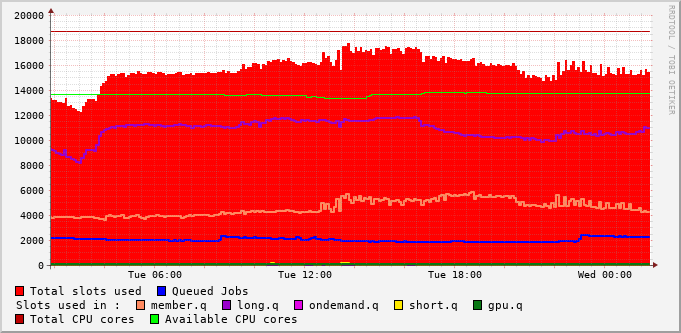 20000
18000
16000
14000
12000
10000
8000
6000
4000
2000
0
Tue 06:00 Tue 12:00 Tue 18:00 Wed 00:00
RRDTOOL / TOBI OETIKER
Total slots used Queued Jobs
Slots used in : member.q long.q ondemand.q short.q gpu.q
Total CPU cores Available CPU cores